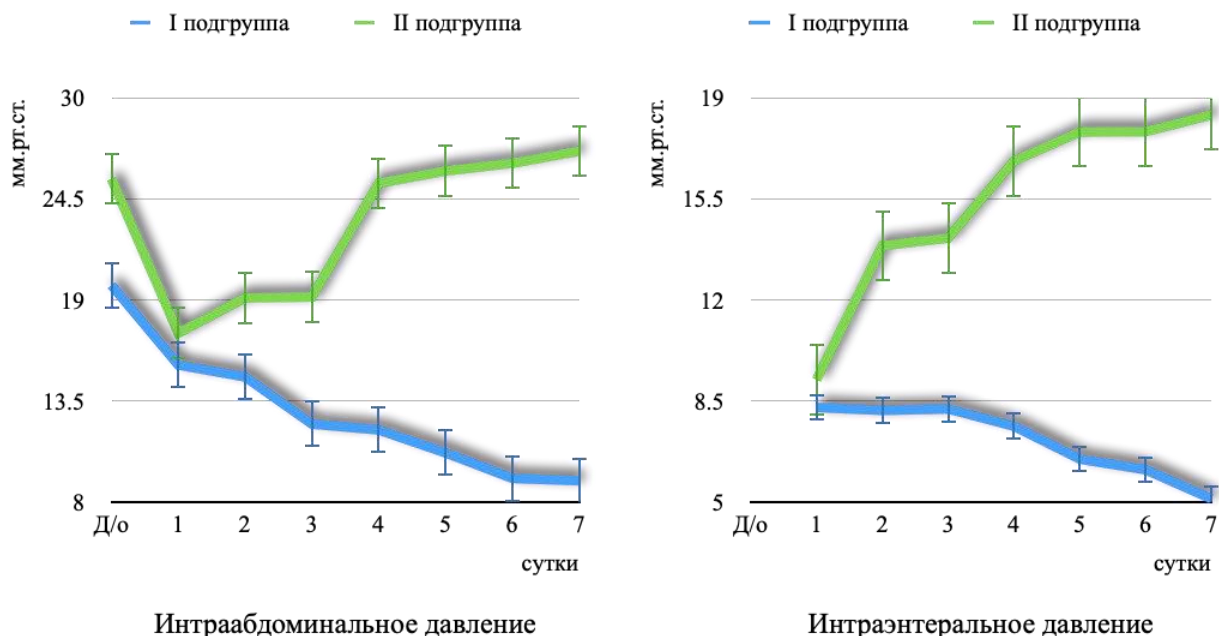 I подгруппа II подгруппа
мм.рт.ст.
30
24.5
19
13.5
8
Д/о 1 2 3 4 5 6 7
сутки
Интраабдоминальное давление
I подгруппа II подгруппа
мм.рт.ст.
19
15.5
12
8.5
5
Д/о 1 2 3 4 5 6 7
сутки
Интраэнтеральное давление